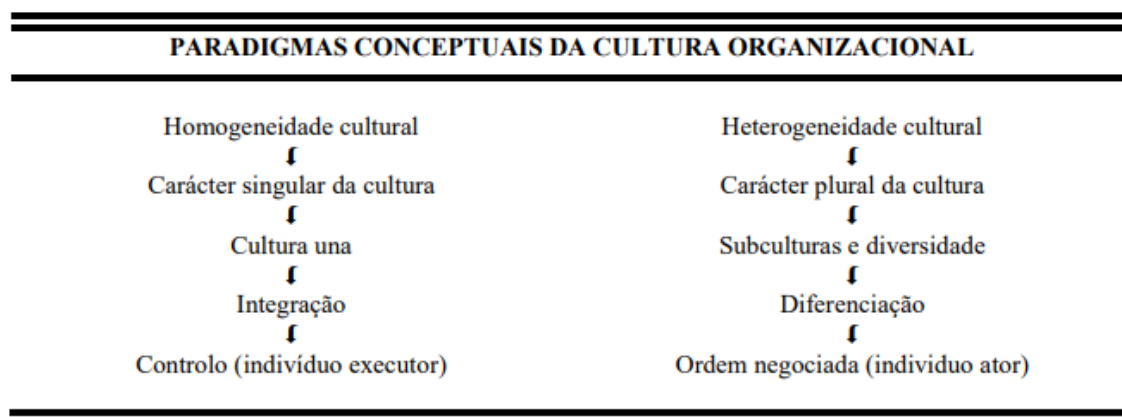 PARADIGMAS CONCEPTUAIS DA CULTURA ORGANIZACIONAL
Homogeneidade cultural
Carácter singular da cultura
Cultura una
Integração
Controlo (indivíduo executor)
Heterogeneidade cultural
Carácter plural da cultura
Subculturas e diversidade
Diferenciação
Ordem negociada (individuo ator)